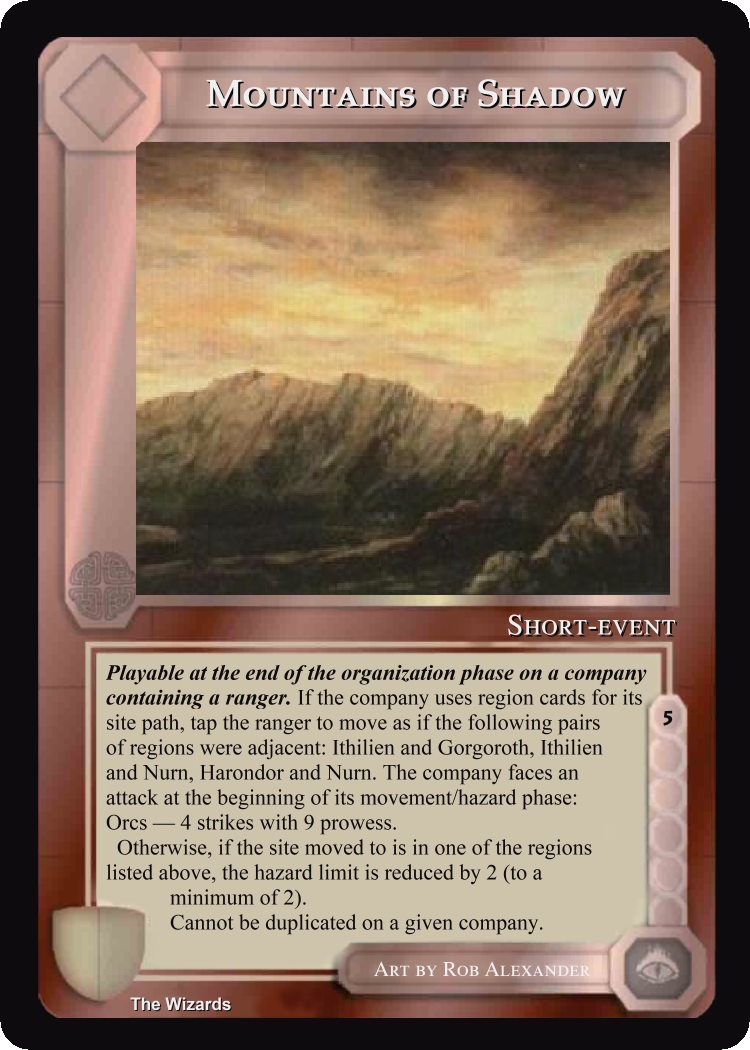 Mountains of Shadow
Short-event
Playable at the end of the organization phase on a company
containing a ranger. If the company uses region cards for its
site path, tap the ranger to move as if the following pairs
5
of regions were adjacent: Ithilien and Gorgoroth, Ithilien
and Nurn, Harondor and Nurn. The company faces an
attack at the beginning of its movement/hazard phase:
Orcs — 4 strikes with 9 prowess.
Otherwise, if the site moved to is in one of the regions
listed above, the hazard limit is reduced by 2 (to a
minimum of 2).
Cannot be duplicated on a given company.
Art by Rob Alexander
The Wizards